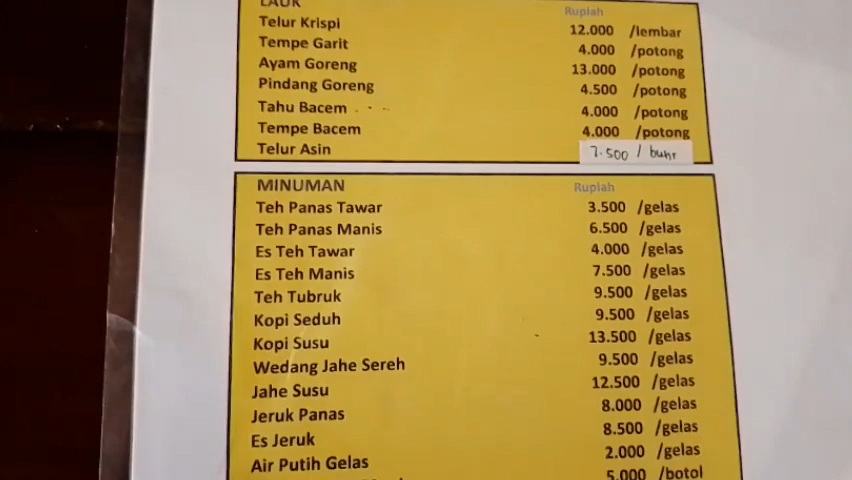 LAUK Rupiah
Telur Krispi 12.000 /lembar
Tempe Garit 4.000 /potong
Ayam Goreng 13.000 /potong
Pindang Goreng 4.500 /potong
Tahu Bacem 4.000 /potong
Tempe Bacem 4.000 /potong
Telur Asin 7.500 / butir
MINUMAN Rupiah
Teh Panas Tawar 3.500 /gelas
Teh Panas Manis 6.500 /gelas
Es Teh Tawar 4.000 /gelas
Es Teh Manis 7.500 /gelas
Teh Tubruk 9.500 /gelas
Kopi Seduh 9.500 /gelas
Kopi Susu 13.500 /gelas
Wedang Jahe Sereh 9.500 /gelas
Jahe Susu 12.500 /gelas
Jeruk Panas 8.000 /gelas
Es Jeruk 8.500 /gelas
Air Putih Gelas 2.000 /gelas
5.000 /botol